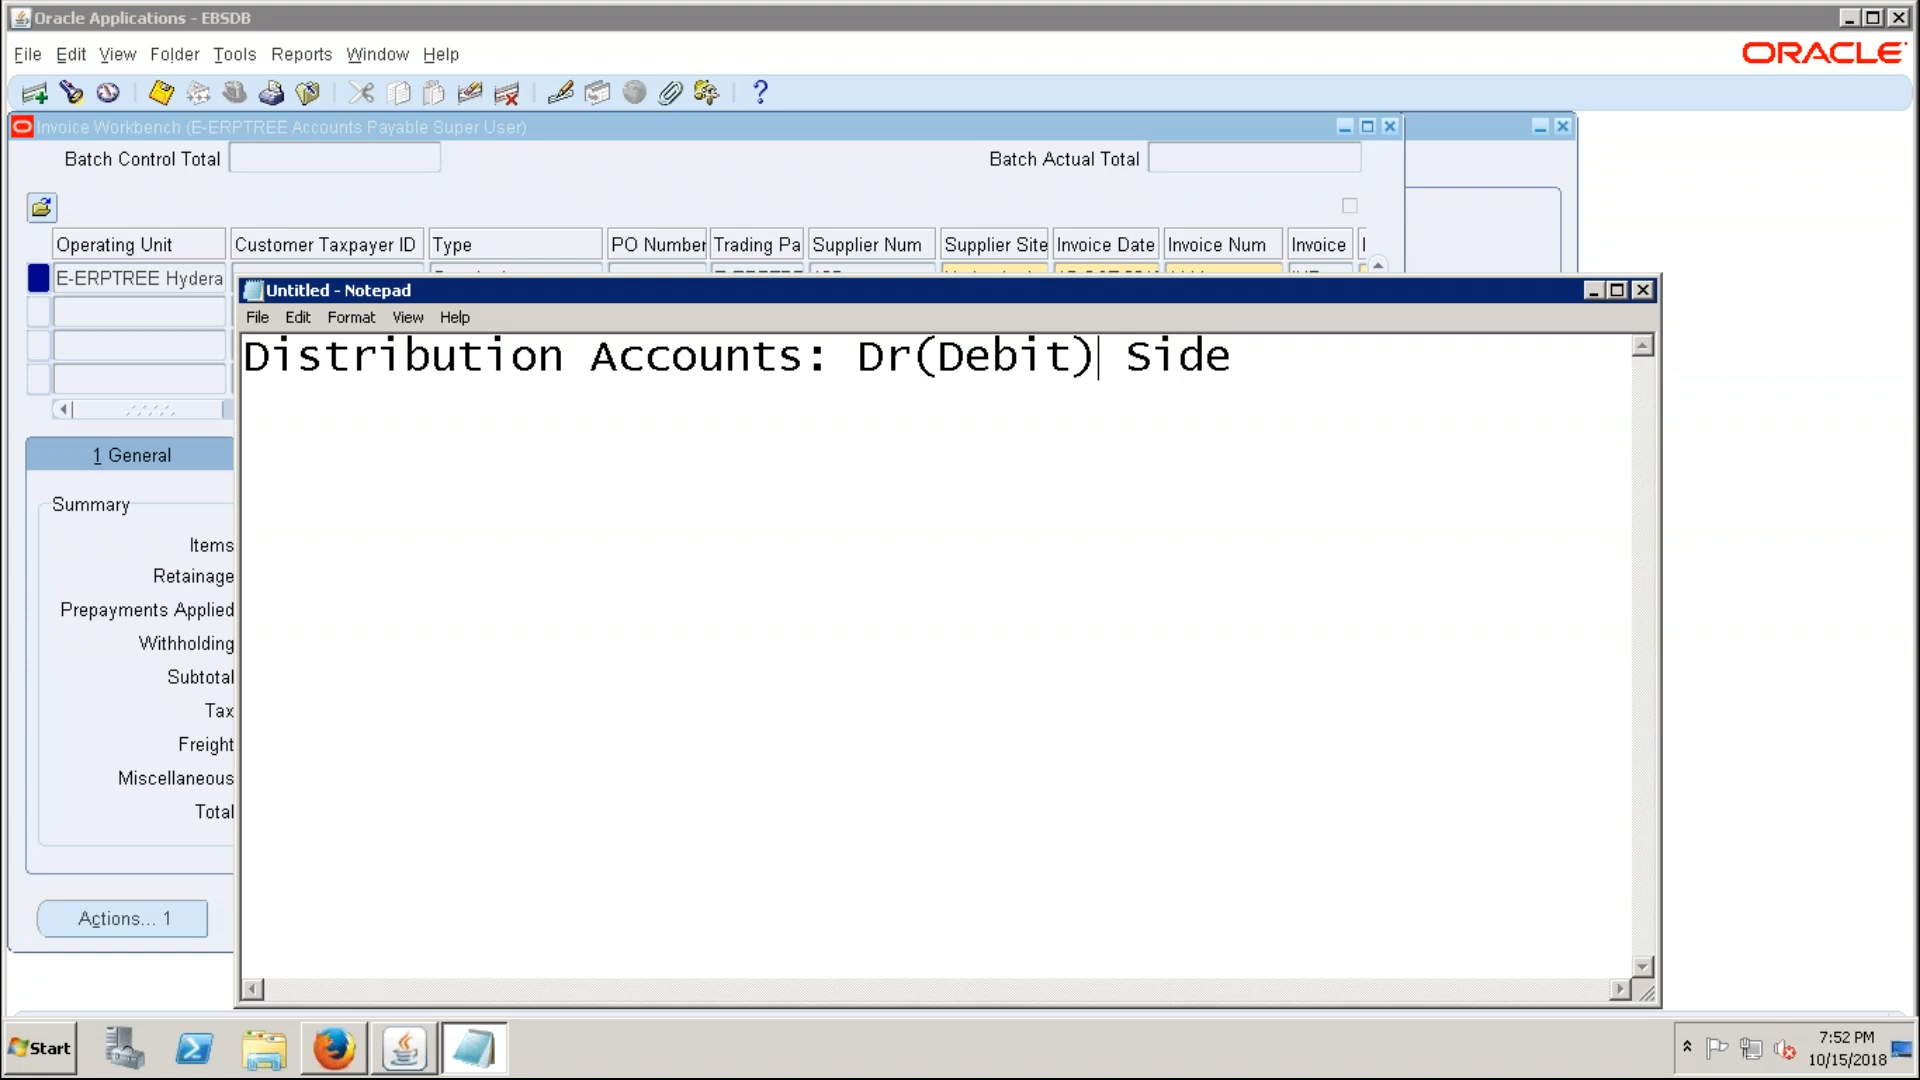 Oracle Applications - EBSDB
File Edit View Folder Tools Reports Window Help
ORACLE
Invoice Workbench (E-ERPTREE Accounts Payable Super User)
Batch Control Total
Batch Actual Total
Operating Unit Customer Taxpayer ID Type PO Number Trading Pa Supplier Num Supplier Site Invoice Date Invoice Num Invoice I
E-ERPTREE Hydera
Untitled - Notepad
File Edit Format View Help
Distribution Accounts: Dr(Debit) Side
1 General
Summary
Items
Retainage
Prepayments Applied
Withholding
Subtotal
Tax
Freight
Miscellaneous
Total
Actions... 1
Start
7:52 PM
10/15/2018